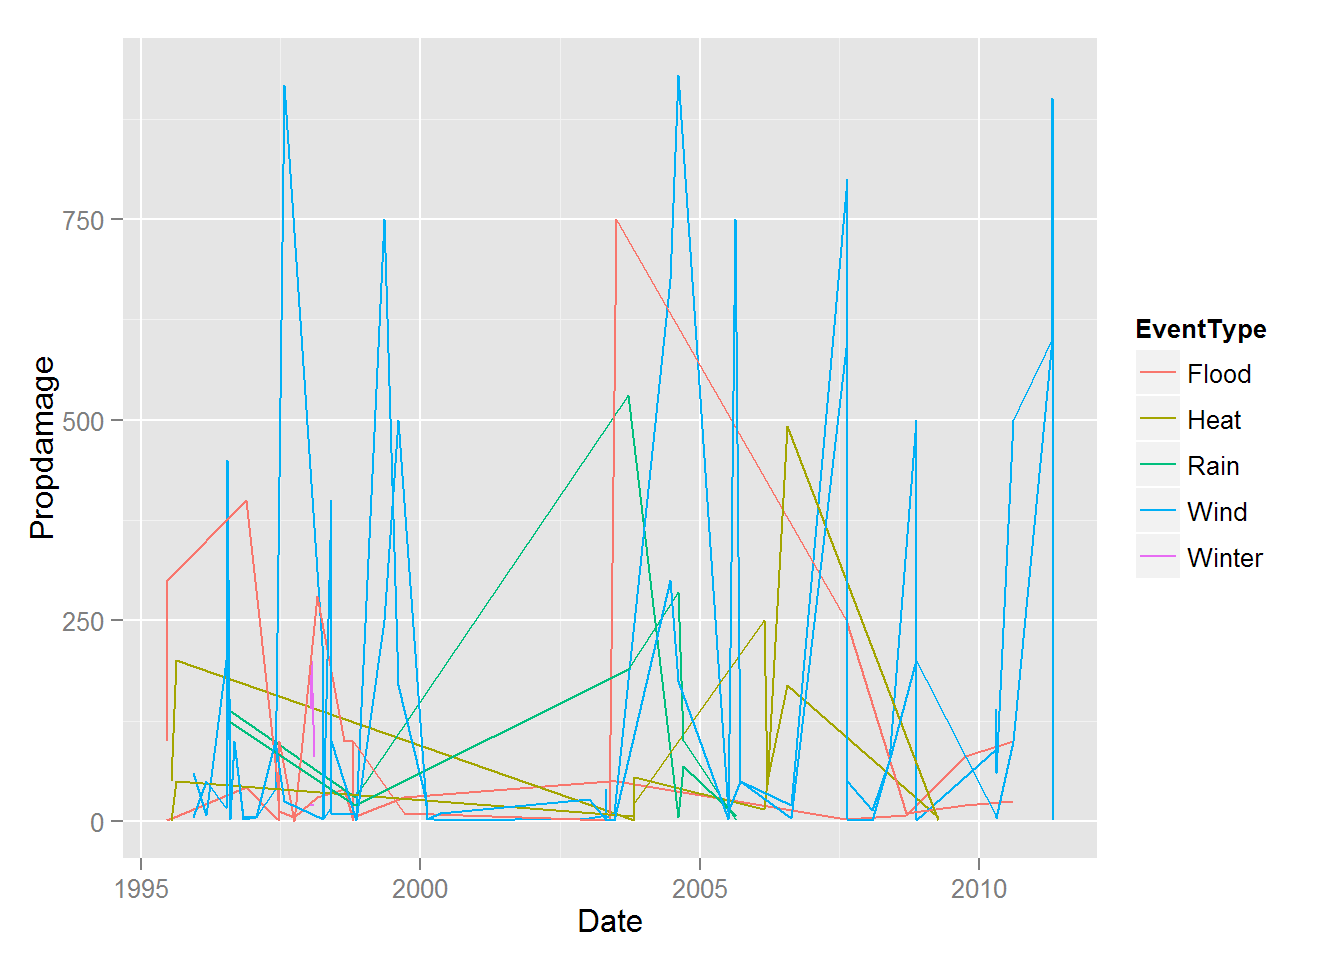 Propdamage
750
500
250
0
1995
2000
2005
2010
Date
EventType
Flood
Heat
Rain
Wind
Winter